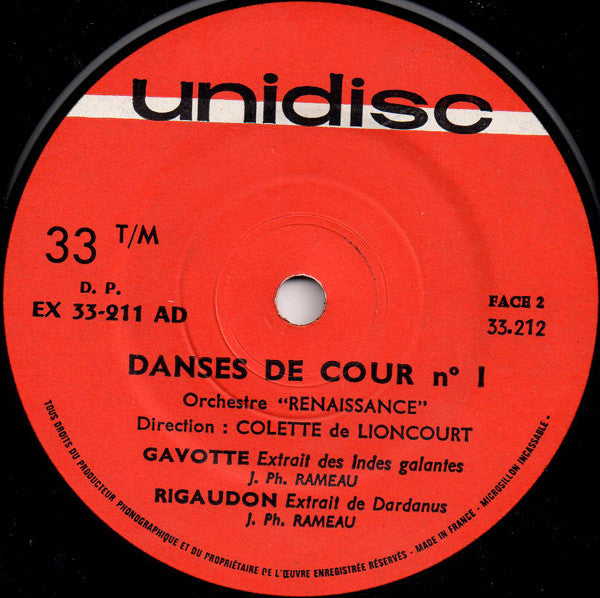 unidisc
33 T/M
D. P.
EX 33-211 AD
FACE 2
33.212
DANSES DE COUR nº 1
Orchestre "RENAISSANCE"
Direction : COLETTE de LIONCOURT
GAVOTTE Extrait des Indes galantes
J. Ph. RAMEAU
RIGAUDON Extrait de Dardanus
J. Ph. RAMEAU
TOUS DROITS DU PRODUCTEUR PHONOGRAPHIQUE ET DU PROPRIÉTAIRE DE L'ŒUVRE ENREGISTRÉE RÉSERVÉS - MADE IN FRANCE - MICROSILLON INCASSABLE •